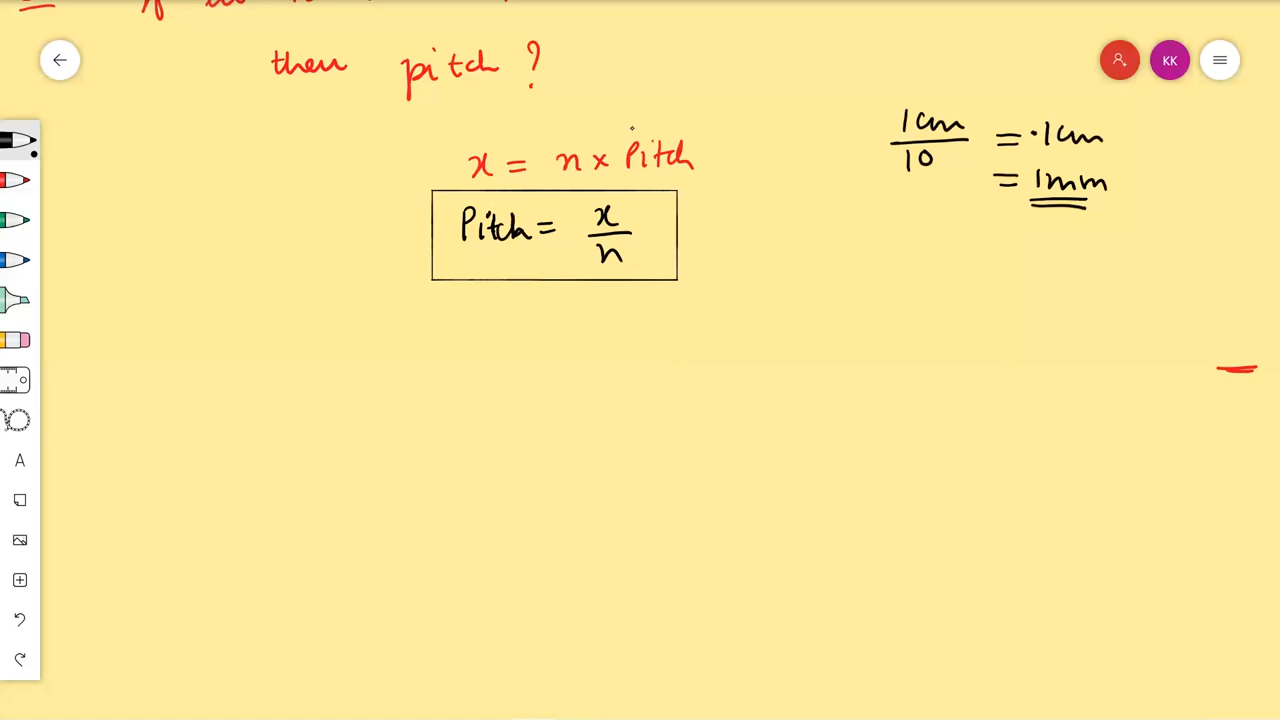 then pitch ?
x = n × Pitch
Pitch = x/n
1cm/10 = ·1cm
= 1mm
KK
A